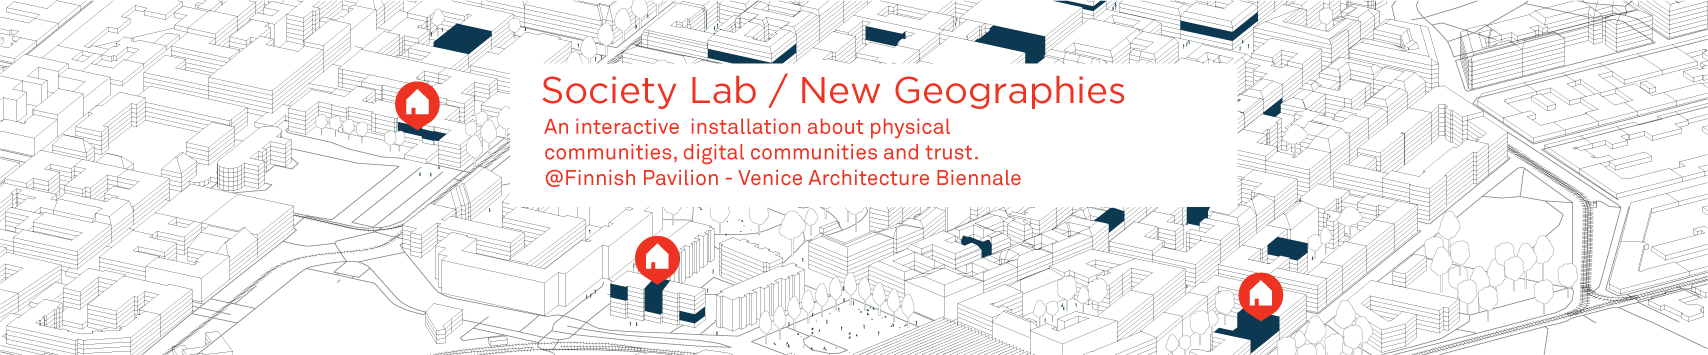 Society Lab / New Geographies
An interactive installation about physical
communities, digital communities and trust.
@Finnish Pavilion - Venice Architecture Biennale